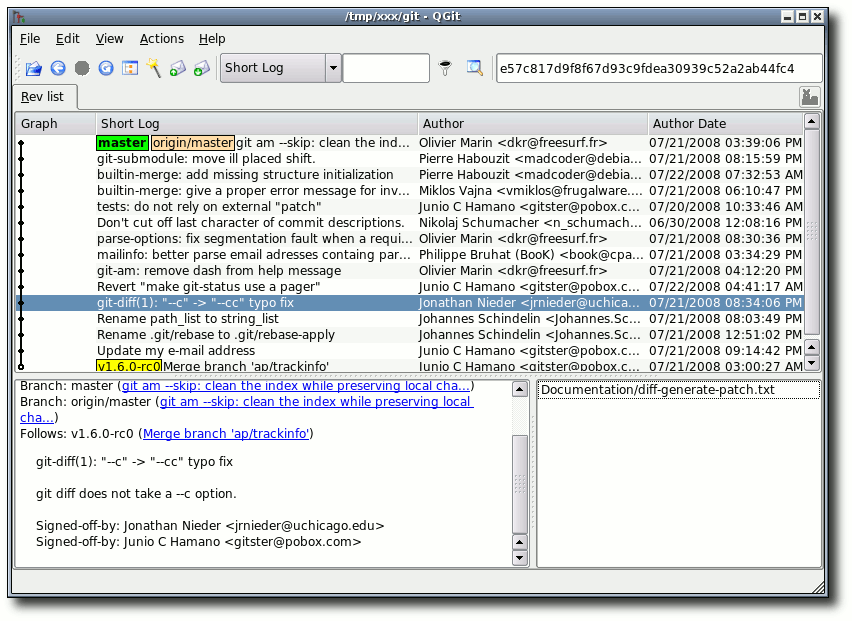 /tmp/xxx/git - QGit
File Edit View Actions Help
Short Log e57c817d9f8f67d93c9fdea30939c52a2ab44fc4
Rev list
Graph Short Log Author Author Date
master origin/master git am --skip: clean the ind... Olivier Marin <dkr@freesurf.fr> 07/21/2008 03:39:06 PM
git-submodule: move ill placed shift. Pierre Habouzit <madcoder@debia... 07/21/2008 08:15:59 PM
builtin-merge: add missing structure initialization Pierre Habouzit <madcoder@debia... 07/22/2008 07:32:53 AM
builtin-merge: give a proper error message for inv... Miklos Vajna <vmiklos@frugalware.... 07/21/2008 06:10:47 PM
tests: do not rely on external "patch" Junio C Hamano <gitster@pobox.c... 07/20/2008 10:33:46 AM
Don't cut off last character of commit descriptions. Nikolaj Schumacher <n_schumach... 06/30/2008 12:08:16 PM
parse-options: fix segmentation fault when a requi... Olivier Marin <dkr@freesurf.fr> 07/21/2008 08:30:36 PM
mailinfo: better parse email adresses containg par... Philippe Bruhat (BooK) <book@cpa... 07/21/2008 03:34:29 PM
git-am: remove dash from help message Olivier Marin <dkr@freesurf.fr> 07/21/2008 04:12:20 PM
Revert "make git-status use a pager" Junio C Hamano <gitster@pobox.c... 07/22/2008 04:41:17 AM
git-diff(1): "--c" -> "--cc" typo fix Jonathan Nieder <jrnieder@uchica... 07/21/2008 08:34:06 PM
Rename path_list to string_list Johannes Schindelin <Johannes.Sc... 07/21/2008 08:03:49 PM
Rename .git/rebase to .git/rebase-apply Johannes Schindelin <Johannes.Sc... 07/21/2008 12:51:02 PM
Update my e-mail address Junio C Hamano <gitster@pobox.c... 07/21/2008 09:14:42 PM
v1.6.0-rc0 Merge branch 'ap/trackinfo' Junio C Hamano <gitster@pobox.c... 07/21/2008 03:00:27 AM
Branch: master (git am --skip: clean the index while preserving local cha...)
Branch: origin/master (git am --skip: clean the index while preserving local
cha...)
Follows: v1.6.0-rc0 (Merge branch 'ap/trackinfo')
git-diff(1): "--c" -> "--cc" typo fix
git diff does not take a --c option.
Signed-off-by: Jonathan Nieder <jrnieder@uchicago.edu>
Signed-off-by: Junio C Hamano <gitster@pobox.com>
Documentation/diff-generate-patch.txt